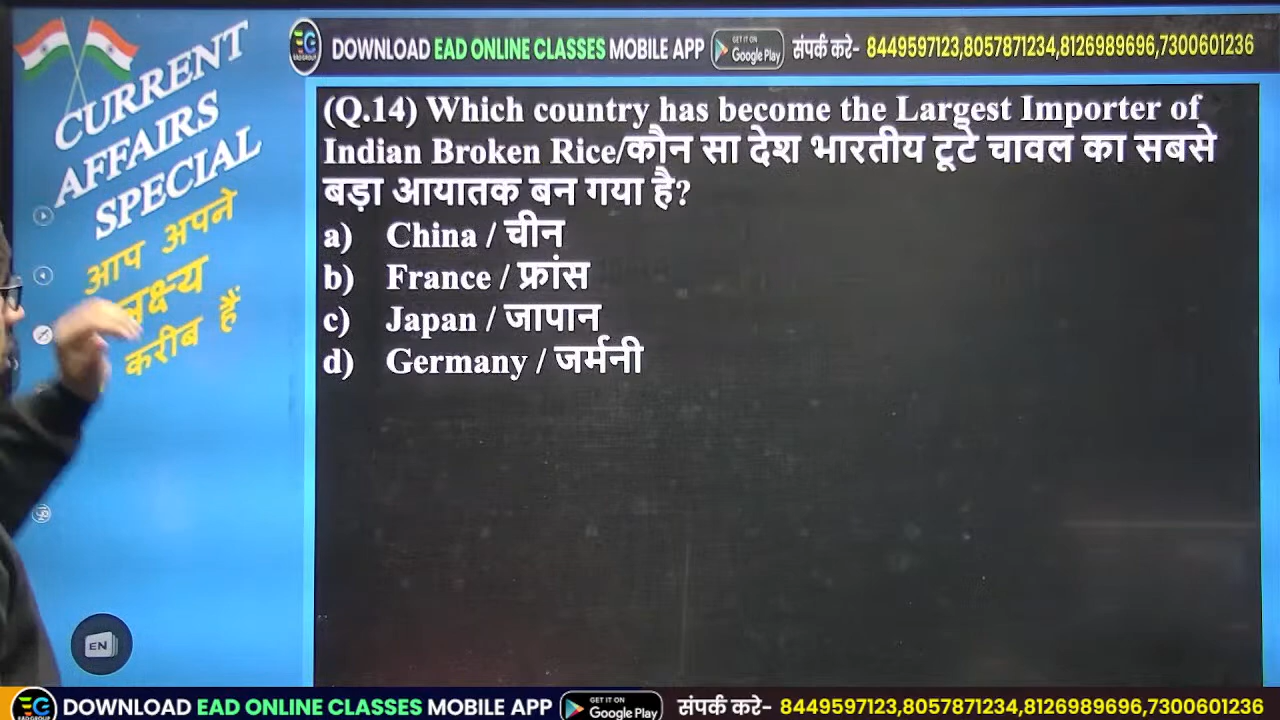 DOWNLOAD EAD ONLINE CLASSES MOBILE APP GET IT ON Google Play संपर्क करे- 8449597123,8057871234,8126989696,7300601236
CURRENT
AFFAIRS
SPECIAL
आप अपने
लक्ष्य
करीब हैं
(Q.14) Which country has become the Largest Importer of
Indian Broken Rice/कौन सा देश भारतीय टूटे चावल का सबसे
बड़ा आयातक बन गया है?
a) China / चीन
b) France / फ्रांस
c) Japan / जापान
d) Germany / जर्मनी
EN
DOWNLOAD EAD ONLINE CLASSES MOBILE APP GET IT ON Google Play संपर्क करे- 8449597123,8057871234,8126989696,7300601236